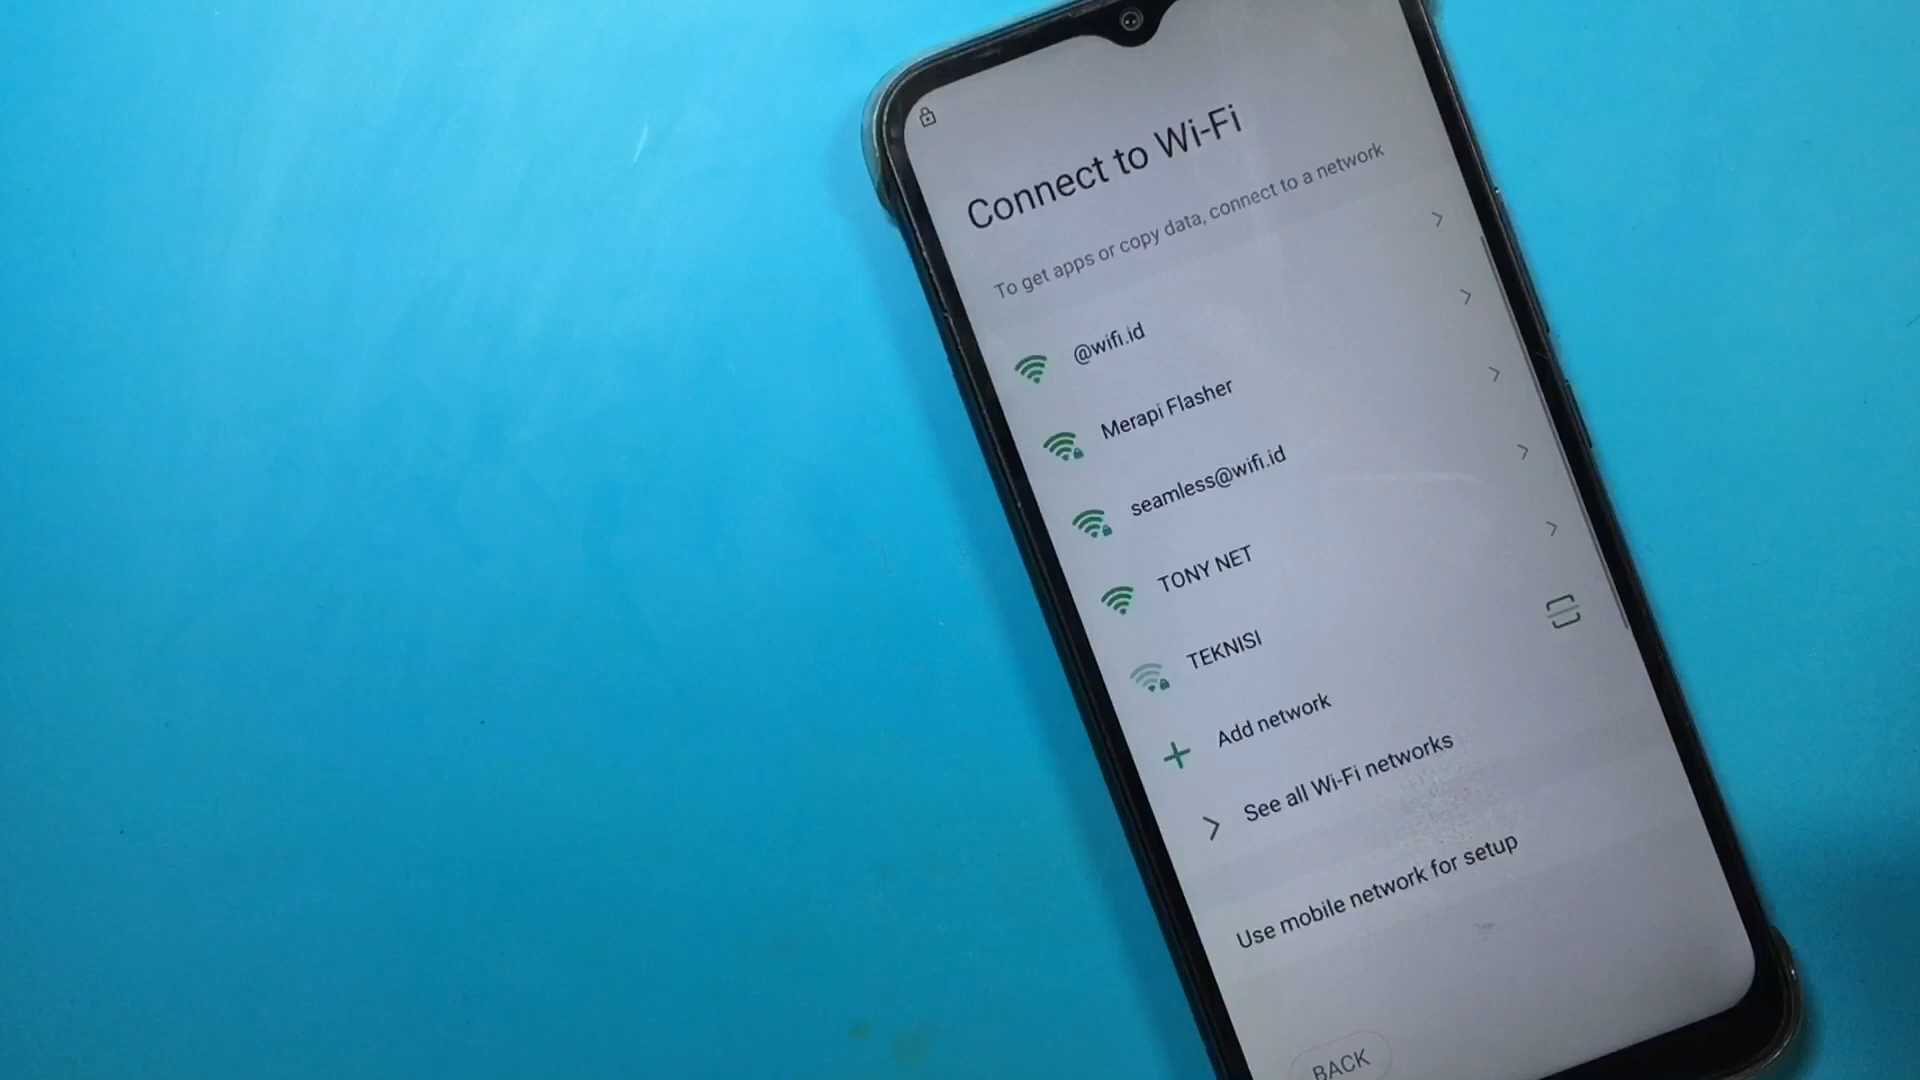 Connect to Wi-Fi
To get apps or copy data, connect to a network
@wifi.id
Merapi Flasher
seamless@wifi.id
TONY NET
TEKNISI
Add network
See all Wi-Fi networks
Use mobile network for setup
BACK